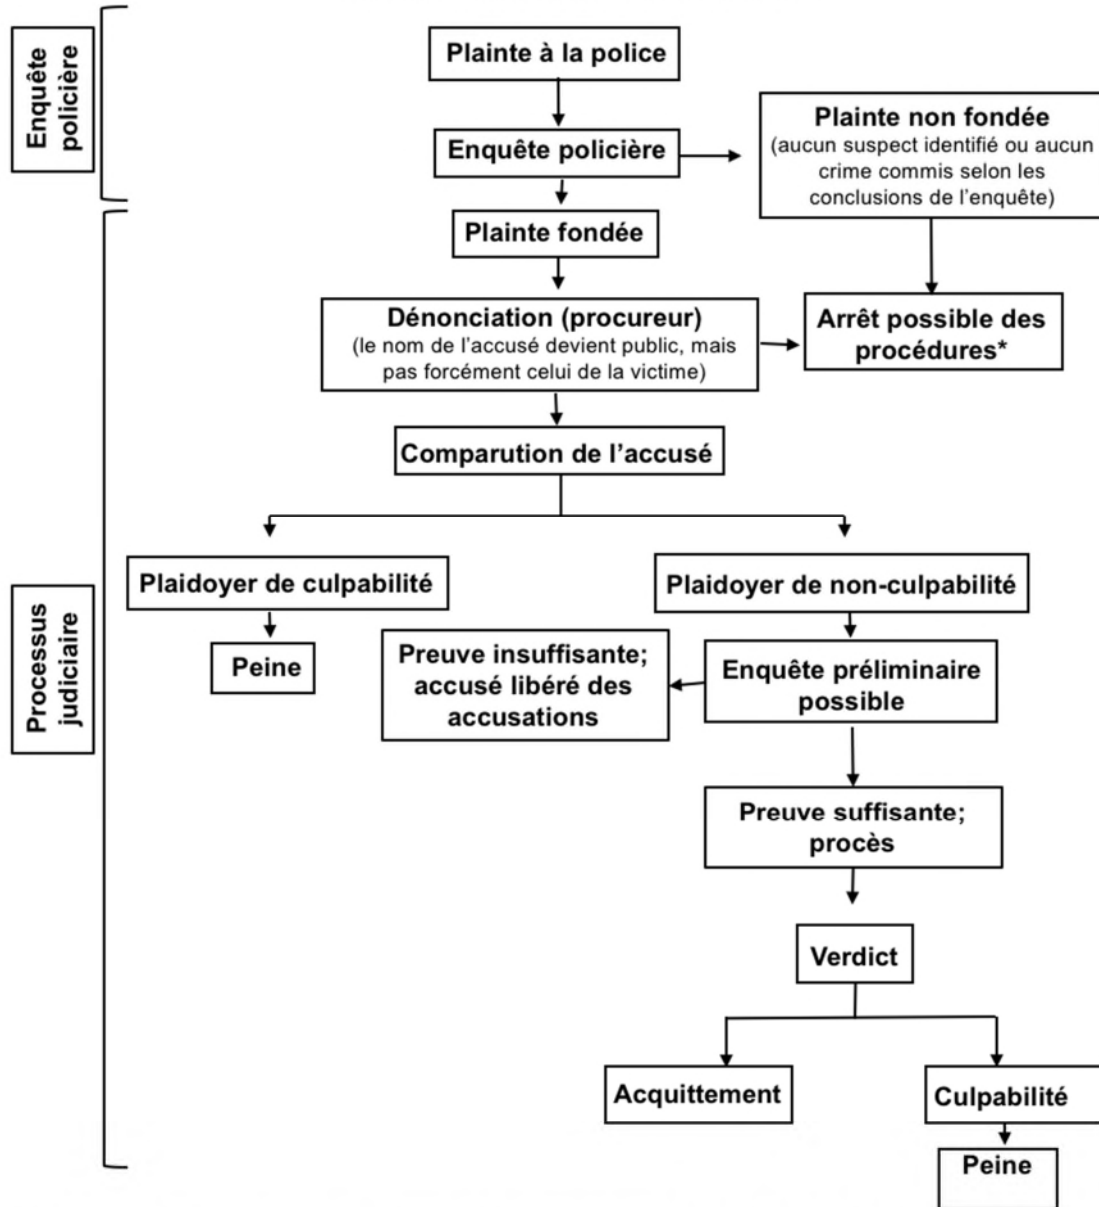 Enquête
policière
Plainte à la police
Enquête policière
Plainte non fondée
(aucun suspect identifié ou aucun
crime commis selon les
conclusions de l’enquête)
Plainte fondée
Dénonciation (procureur)
(le nom de l’accusé devient public, mais
pas forcément celui de la victime)
Arrêt possible des
procédures*
Comparution de l’accusé
Processus
judiciaire
Plaidoyer de culpabilité
Plaidoyer de non-culpabilité
Peine
Preuve insuffisante;
accusé libéré des
accusations
Enquête préliminaire
possible
Preuve suffisante;
procès
Verdict
Acquittement
Culpabilité
Peine